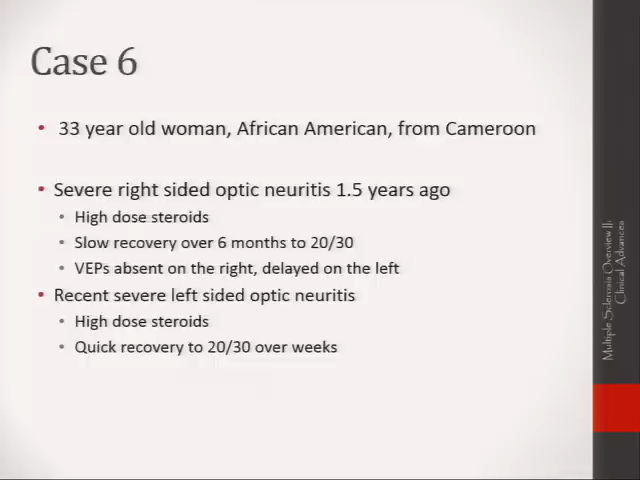 Case 6
• 33 year old woman, African American, from Cameroon
• Severe right sided optic neuritis 1.5 years ago
• High dose steroids
• Slow recovery over 6 months to 20/30
• VEPs absent on the right, delayed on the left
• Recent severe left sided optic neuritis
• High dose steroids
• Quick recovery to 20/30 over weeks
Multiple Sclerosis Overview II:
Clinical Advances